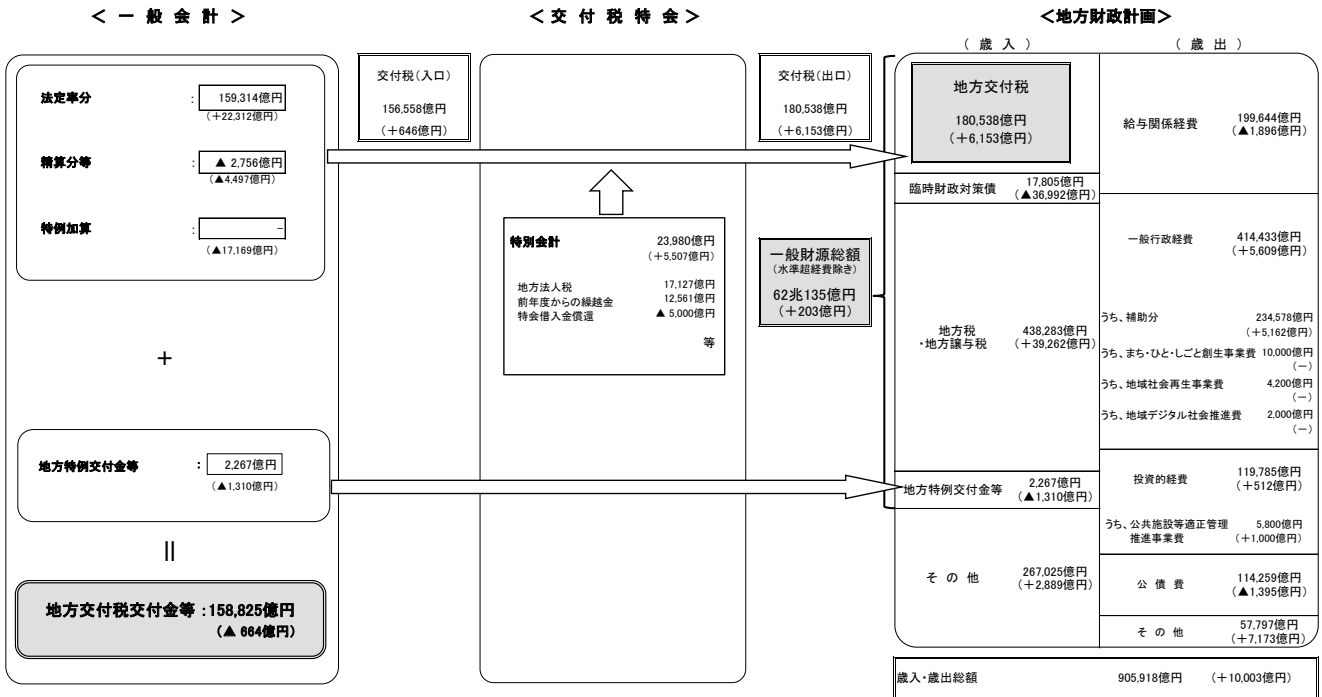 ＜ 一 般 会 計 ＞
法定率分 : 159,314億円
（＋22,312億円）
精算分等 : ▲ 2,756億円
（▲4,497億円）
特例加算 : －
（▲17,169億円）
＋
地方特例交付金等 : 2,267億円
（▲1,310億円）
||
地方交付税交付金等 :158,825億円
（▲ 664億円）
交付税（入口）
156,558億円
（＋646億円）
＜ 交 付 税 特 会 ＞
特別会計 23,980億円
（＋5,507億円）
地方法人税 17,127億円
前年度からの繰越金 12,561億円
特会借入金償還 ▲ 5,000億円
等
交付税（出口）
180,538億円
（＋6,153億円）
一般財源総額
（水準超経費除き）
62兆135億円
（＋203億円）
＜地方財政計画＞
（ 歳 入 ）
地方交付税
180,538億円
（＋6,153億円）
臨時財政対策債 17,805億円
（▲36,992億円）
地方税
・地方譲与税 438,283億円
（＋39,262億円）
地方特例交付金等 2,267億円
（▲1,310億円）
そ の 他 267,025億円
（＋2,889億円）
（ 歳 出 ）
給与関係経費 199,644億円
（▲1,896億円）
一般行政経費 414,433億円
（＋5,609億円）
うち、補助分 234,578億円
（＋5,162億円）
うち、まち・ひと・しごと創生事業費 10,000億円
（－）
うち、地域社会再生事業費 4,200億円
（－）
うち、地域デジタル社会推進費 2,000億円
（－）
投資的経費 119,785億円
（＋512億円）
うち、公共施設等適正管理
推進事業費 5,800億円
（＋1,000億円）
公 債 費 114,259億円
（▲1,395億円）
そ の 他 57,797億円
（＋7,173億円）
歳入・歳出総額 905,918億円 （＋10,003億円）